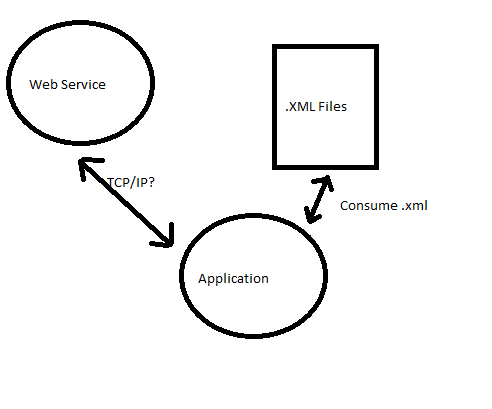 Web Service
.XML Files
TCP/IP?
Consume .xml
Application